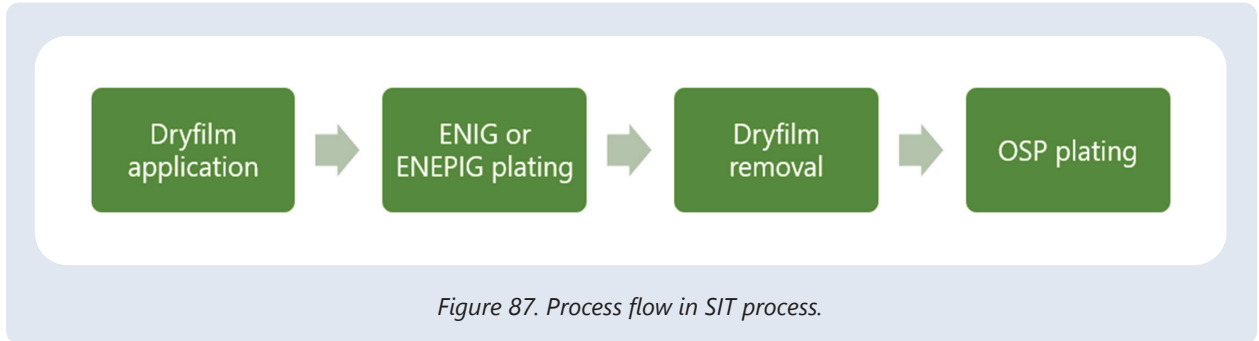 Dryfilm
application
ENIG or
ENEPIG plating
Dryfilm
removal
OSP plating
Figure 87. Process flow in SIT process.